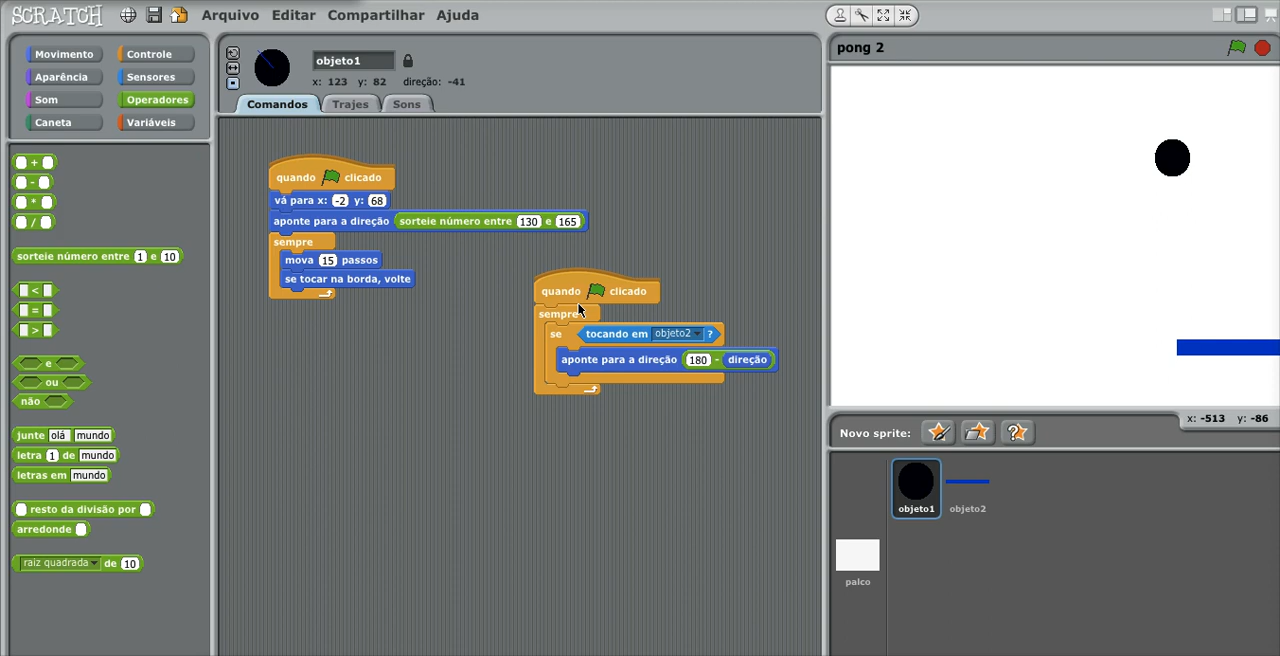 SCRATCH Arquivo Editar Compartilhar Ajuda
Movimento Controle
Aparência Sensores
Som Operadores
Caneta Variáveis
+
-
*
/
sorteie número entre 1 e 10
<
=
>
e
ou
não
junte olá mundo
letra 1 de mundo
letras em mundo
resto da divisão por
arredonde
raiz quadrada de 10
objeto1
x: 123 y: 82 direção: -41
Comandos Trajes Sons
quando clicado
vá para x: -2 y: 68
aponte para a direção sorteie número entre 130 e 165
sempre
mova 15 passos
se tocar na borda, volte
quando clicado
sempre
se tocando em objeto2 ?
aponte para a direção 180 - direção
pong 2
x: -513 y: -86
Novo sprite:
objeto1 objeto2
palco